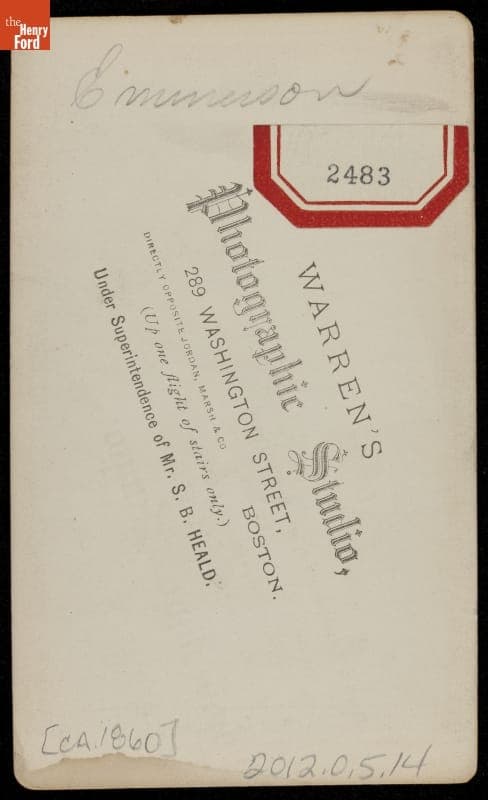 the
Henry
Ford
Emmerson
2483
WARREN'S
Photographic Studio,
289 WASHINGTON STREET, BOSTON.
DIRECTLY OPPOSITE JORDAN, MARSH & CO
(Up one flight of stairs only.)
Under Superintendence of Mr. S. B. HEALD.
[CA.1860]
2012.0.5.14